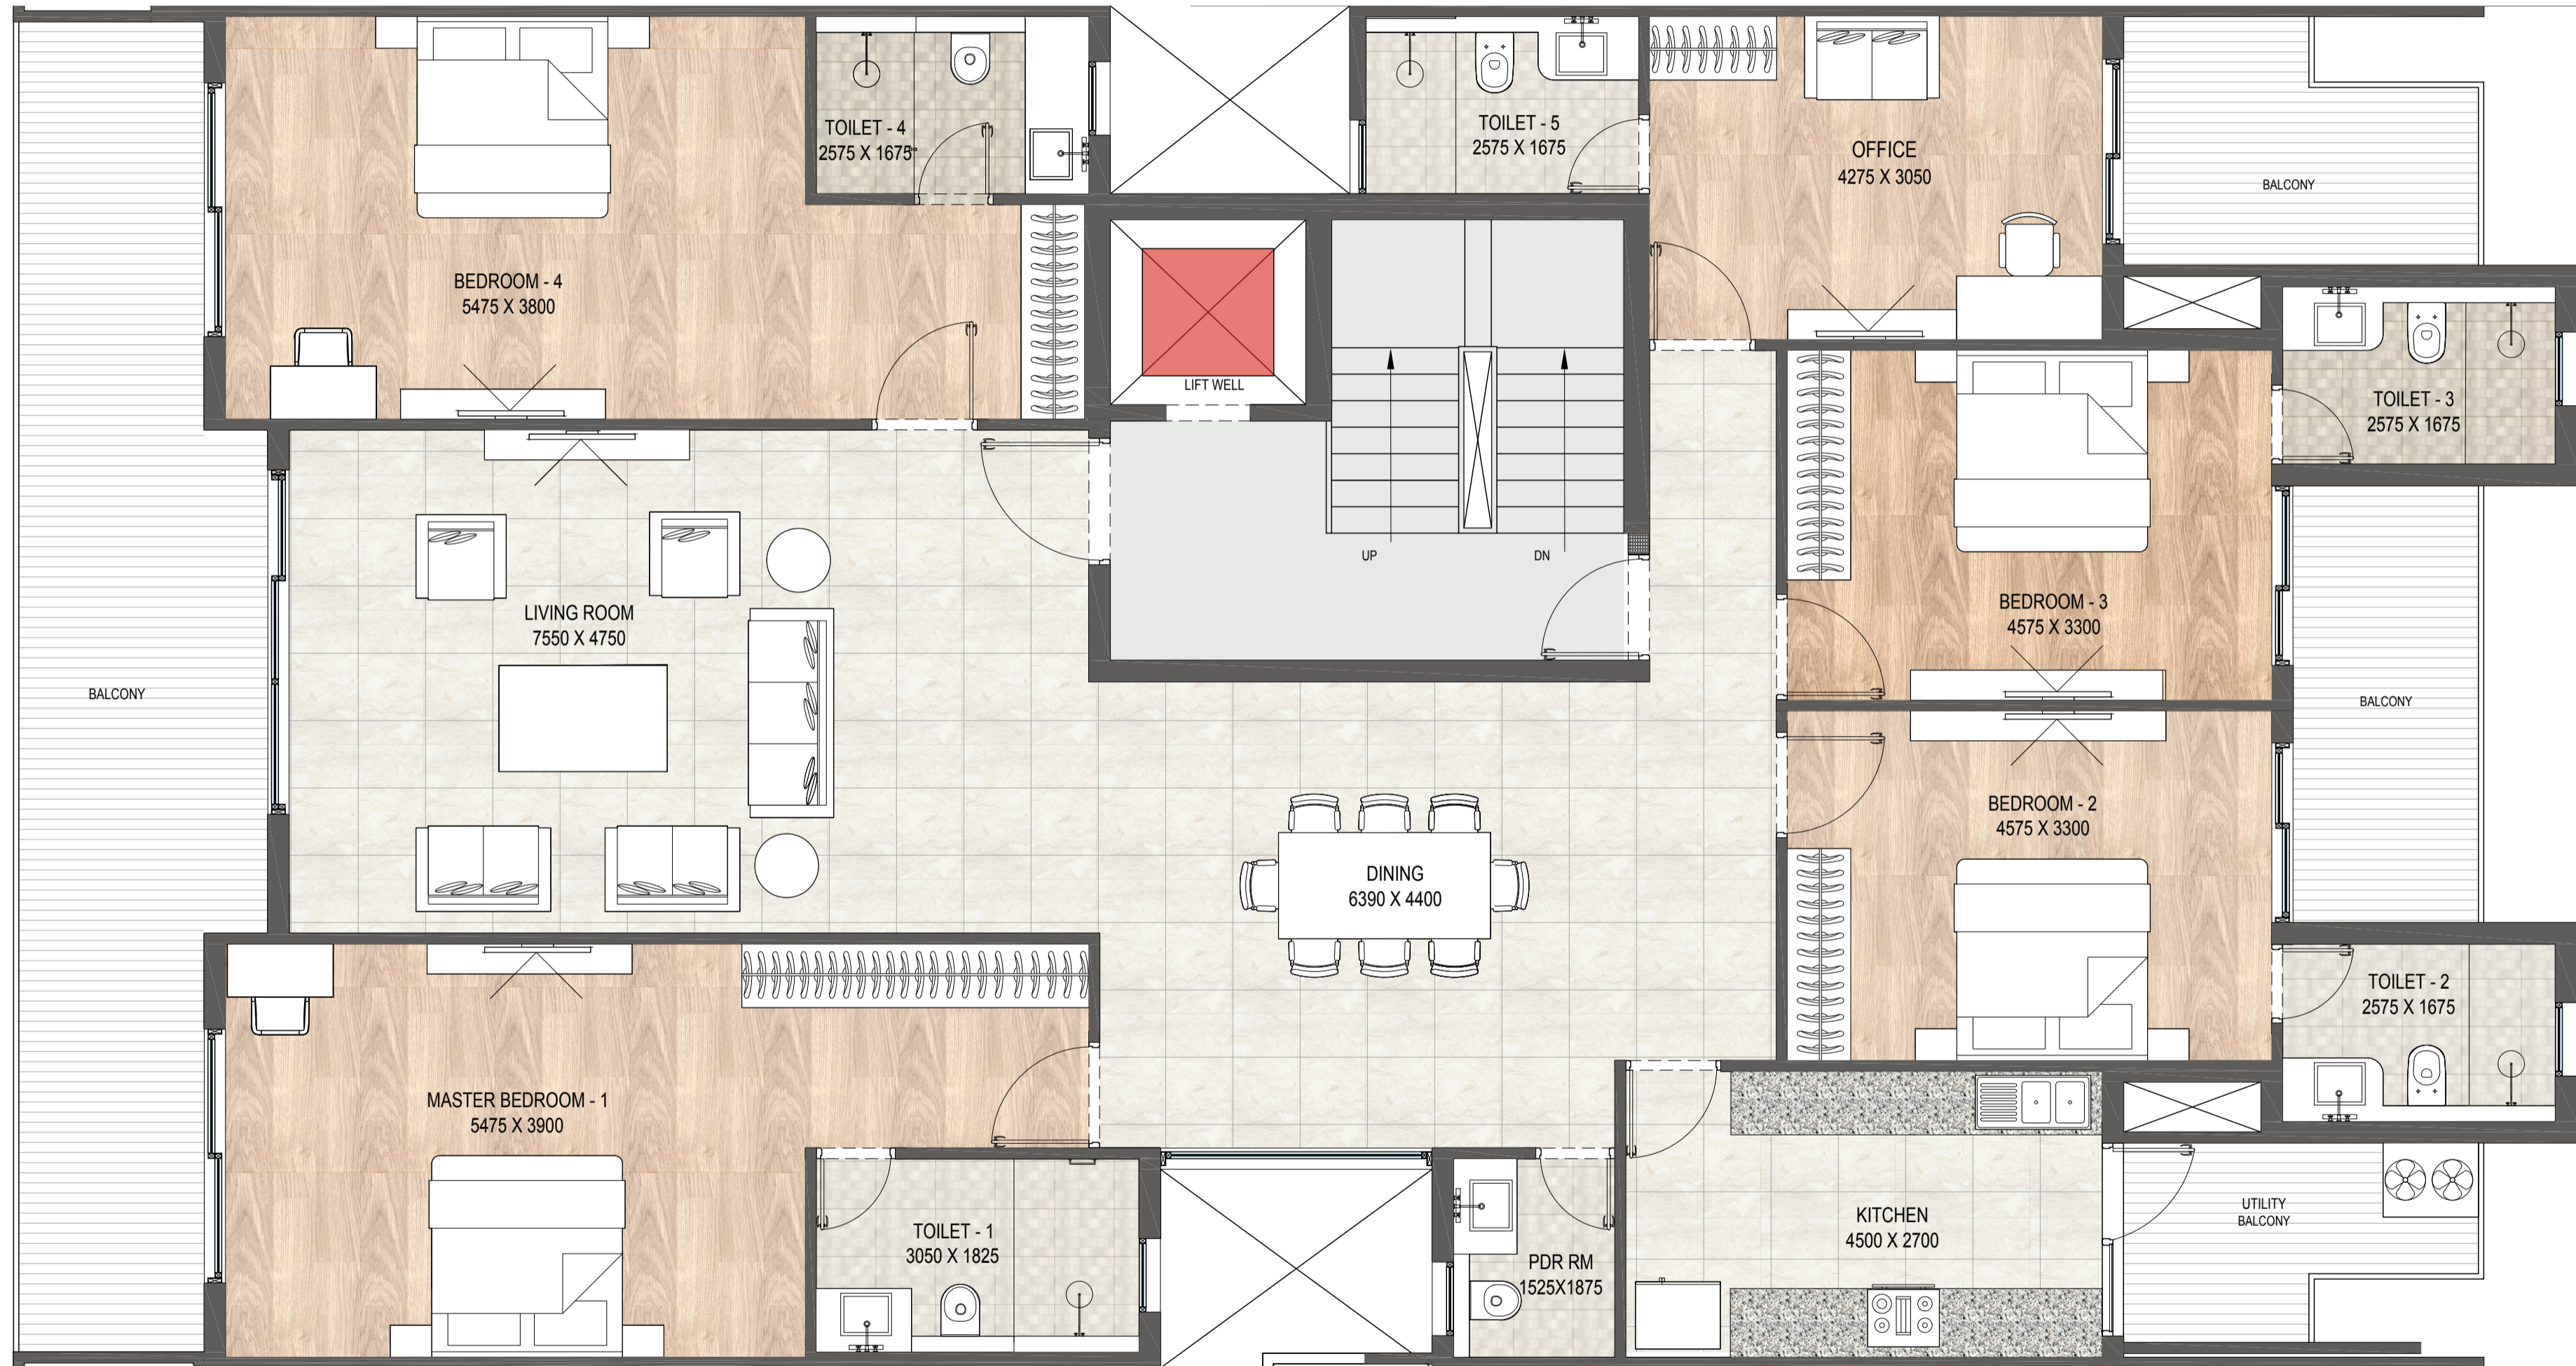 TOILET - 4
2575 X 1675
TOILET - 5
2575 X 1675
OFFICE
4275 X 3050
BALCONY
BEDROOM - 4
5475 X 3800
LIFT WELL
TOILET - 3
2575 X 1675
UP
DN
LIVING ROOM
7550 X 4750
BEDROOM - 3
4575 X 3300
BALCONY
BALCONY
BEDROOM - 2
4575 X 3300
DINING
6390 X 4400
TOILET - 2
2575 X 1675
MASTER BEDROOM - 1
5475 X 3900
TOILET - 1
3050 X 1825
PDR RM
1525X1875
KITCHEN
4500 X 2700
UTILITY
BALCONY